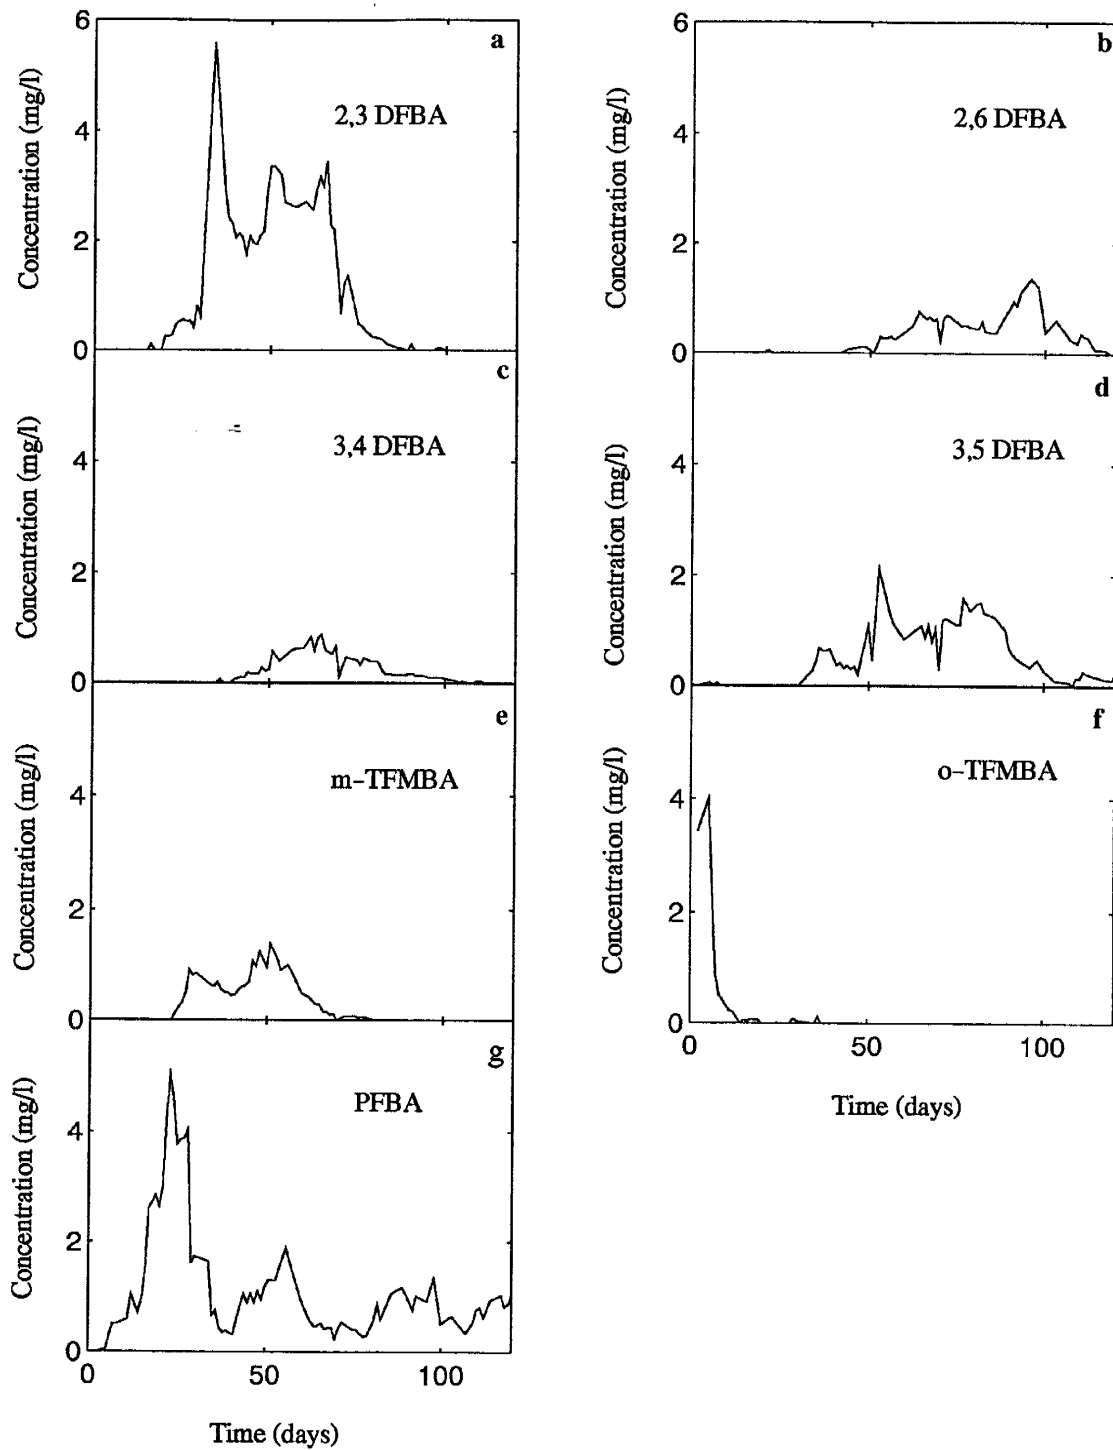 6
a
Concentration (mg/l)
2,3 DFBA
4
2
0
6
b
Concentration (mg/l)
2,6 DFBA
4
2
0
c
Concentration (mg/l)
3,4 DFBA
4
2
0
d
Concentration (mg/l)
3,5 DFBA
4
2
0
e
Concentration (mg/l)
m-TFMBA
4
2
0
f
Concentration (mg/l)
o-TFMBA
4
2
0
0 50 100
Time (days)
g
Concentration (mg/l)
PFBA
4
2
0
0 50 100
Time (days)